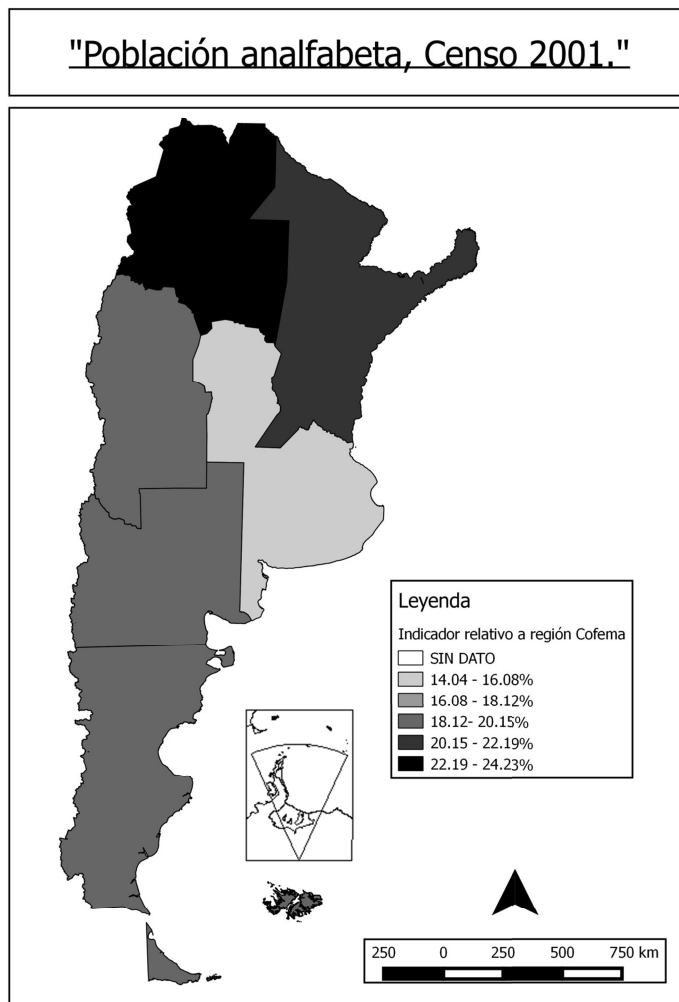 "Población analfabeta, Censo 2001."
Leyenda
Indicador relativo a región Cofema
SIN DATO
14.04 - 16.08%
16.08 - 18.12%
18.12- 20.15%
20.15 - 22.19%
22.19 - 24.23%
250 0 250 500 750 km